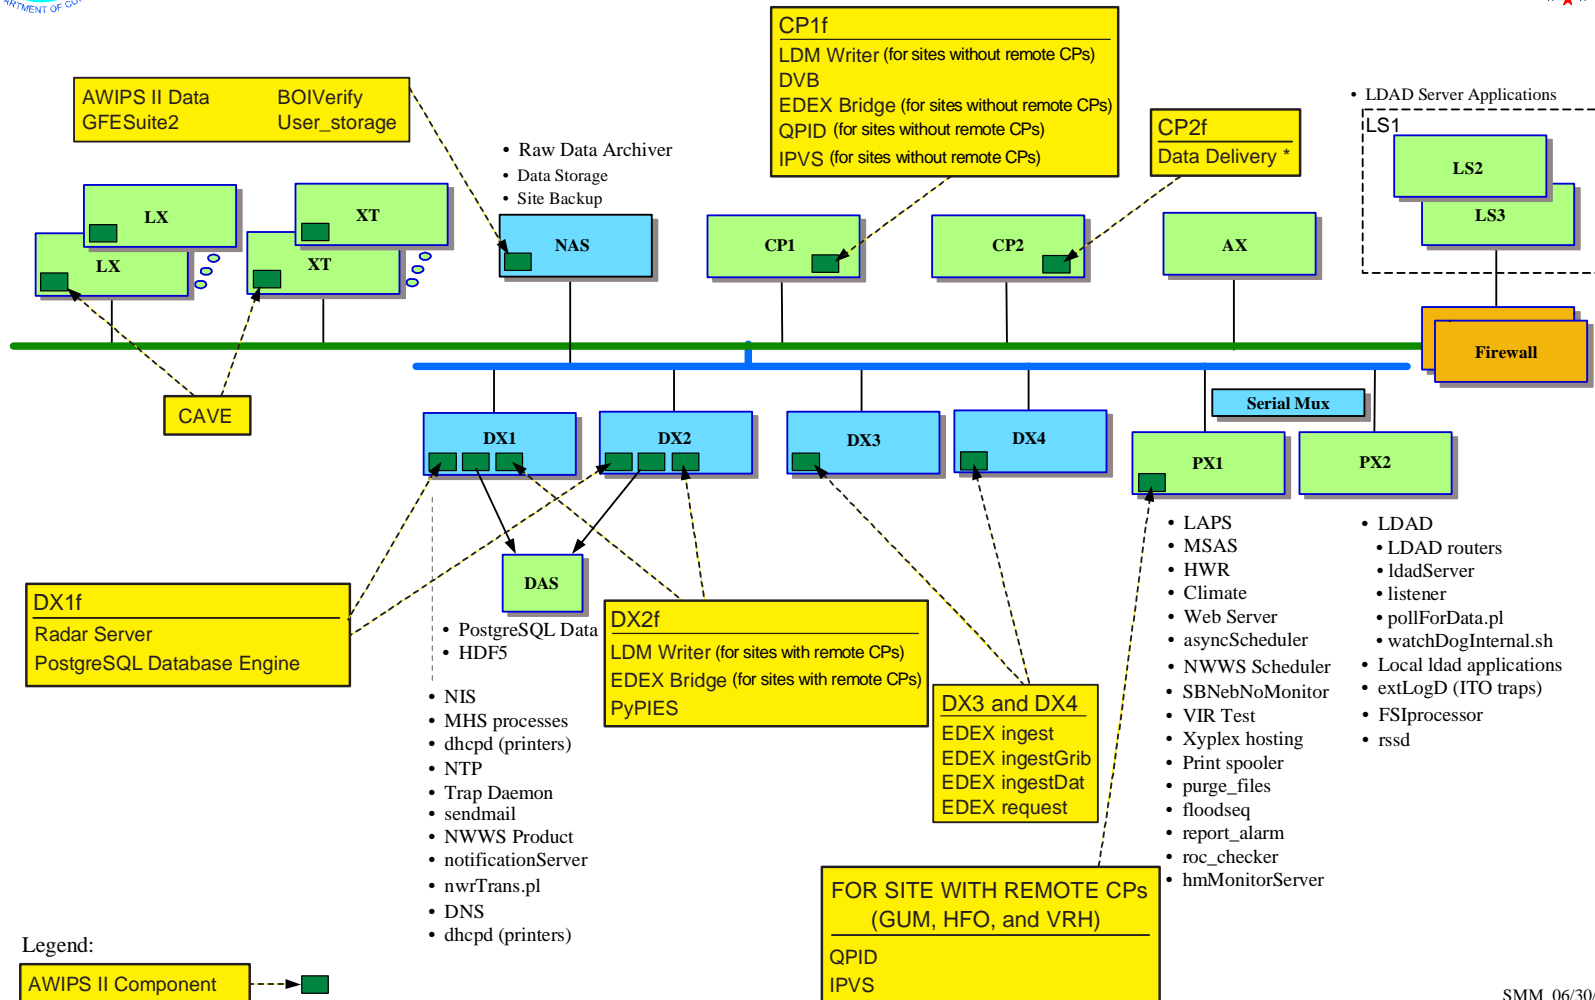 ARTMENT OF CO
CP1f
LDM Writer (for sites without remote CPs)
DVB
EDEX Bridge (for sites without remote CPs)
QPID (for sites without remote CPs)
IPVS (for sites without remote CPs)
AWIPS II Data BOIVerify
GFESuite2 User_storage
• LDAD Server Applications
LS1
CP2f
Data Delivery *
• Raw Data Archiver
• Data Storage
• Site Backup
LS2
LS3
LX
XT
LX
XT
NAS
CP1
CP2
AX
Firewall
CAVE
Serial Mux
DX1
DX2
DX3
DX4
PX1
PX2
DAS
• PostgreSQL Data
• HDF5
DX1f
Radar Server
PostgreSQL Database Engine
DX2f
LDM Writer (for sites with remote CPs)
EDEX Bridge (for sites with remote CPs)
PyPIES
• NIS
• MHS processes
• dhcpd (printers)
• NTP
• Trap Daemon
• sendmail
• NWWS Product
• notificationServer
• nwrTrans.pl
• DNS
• dhcpd (printers)
DX3 and DX4
EDEX ingest
EDEX ingestGrib
EDEX ingestDat
EDEX request
• LAPS
• MSAS
• HWR
• Climate
• Web Server
• asyncScheduler
• NWWS Scheduler
• SBNebNoMonitor
• VIR Test
• Xyplex hosting
• Print spooler
• purge_files
• floodseq
• report_alarm
• roc_checker
• hmMonitorServer
• LDAD
• LDAD routers
• ldadServer
• listener
• pollForData.pl
• watchDogInternal.sh
• Local ldad applications
• extLogD (ITO traps)
• FSIprocessor
• rssd
FOR SITE WITH REMOTE CPs
(GUM, HFO, and VRH)
QPID
IPVS
Legend:
AWIPS II Component
SMM 06/30/